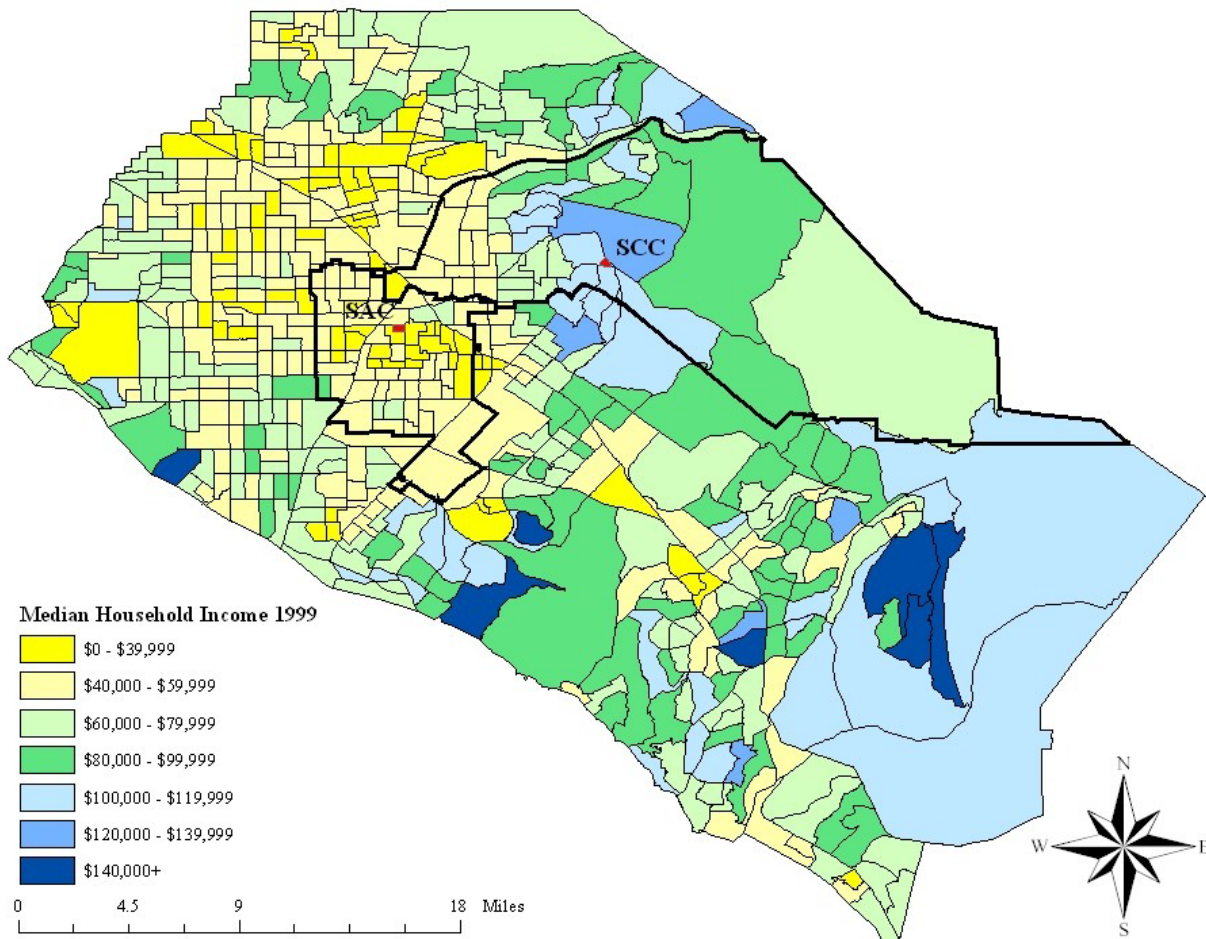 SCC
SAC
Median Household Income 1999
$0 - $39,999
$40,000 - $59,999
$60,000 - $79,999
$80,000 - $99,999
$100,000 - $119,999
$120,000 - $139,999
$140,000+
0 4.5 9 18 Miles
N
W E
S